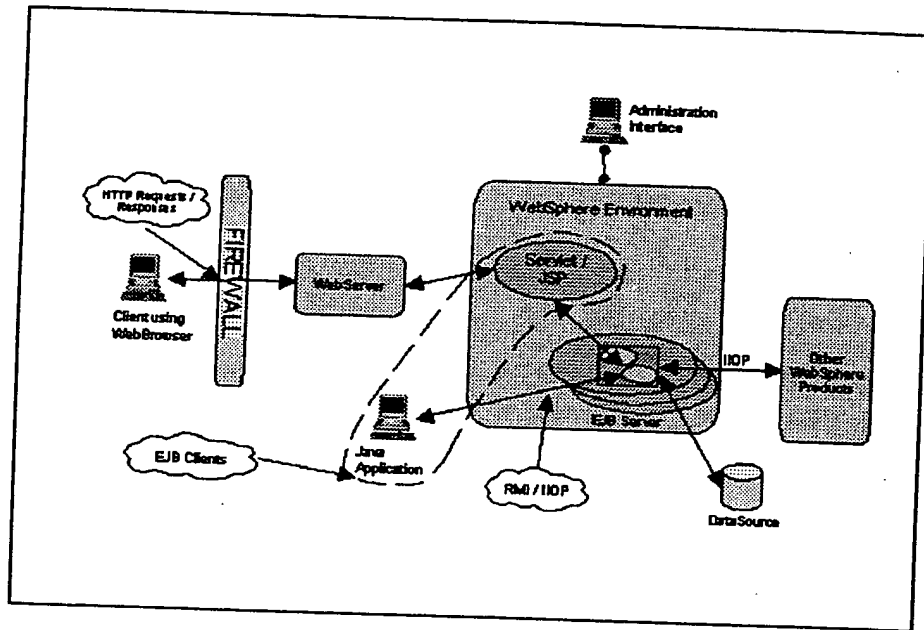 Administration
Interface
HTTP Requests /
Responses
FIREWALL
WebSphere Environment
Servlet /
JSP
WebServer
Client using
WebBrowser
IIOP
Other
WebSphere
Products
EJB Server
Java
Application
EJB Clients
RMI / IIOP
DataSource